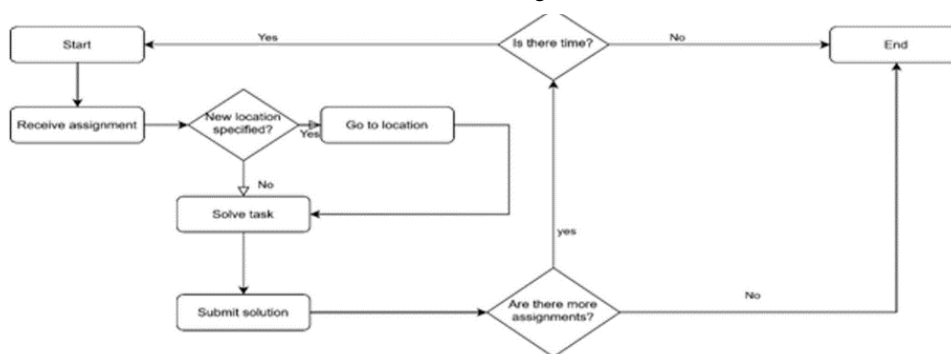 Start
Yes
Is there time?
No
End
Receive assignment
New location
specified?
Yes
Go to location
No
Solve task
yes
Submit solution
Are there more
assignments?
No